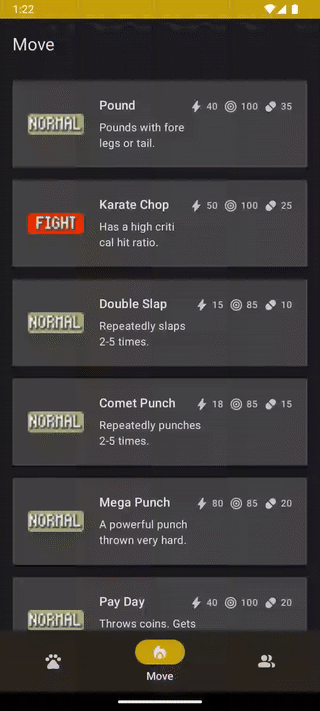 1:22
Move
NORMAL
Pound
40 100 35
Pounds with fore
legs or tail.
FIGHT
Karate Chop
50 100 25
Has a high criti
cal hit ratio.
NORMAL
Double Slap
15 85 10
Repeatedly slaps
2-5 times.
NORMAL
Comet Punch
18 85 15
Repeatedly punches
2-5 times.
NORMAL
Mega Punch
80 85 20
A powerful punch
thrown very hard.
NORMAL
Pay Day
40 100 20
Throws coins. Gets
Move